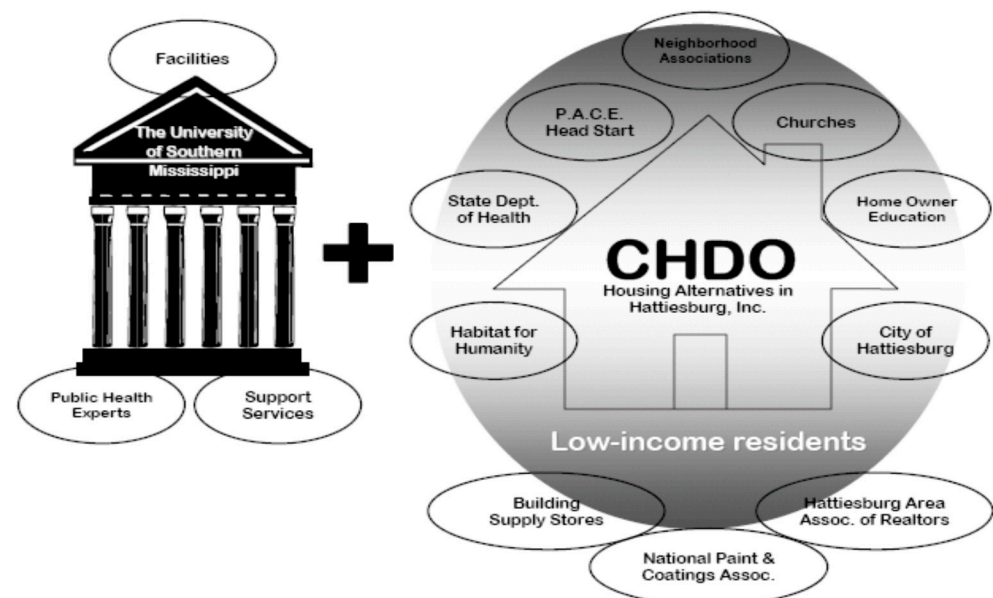 Facilities
The University
of Southern
Mississippi
Public Health
Experts
Support
Services
Neighborhood
Associations
P.A.C.E.
Head Start
Churches
State Dept.
of Health
Home Owner
Education
CHDO
Housing Alternatives in
Hattiesburg, Inc.
Habitat for
Humanity
City of
Hattiesburg
Low-income residents
Building
Supply Stores
Hattiesburg Area
Assoc. of Realtors
National Paint &
Coatings Assoc.